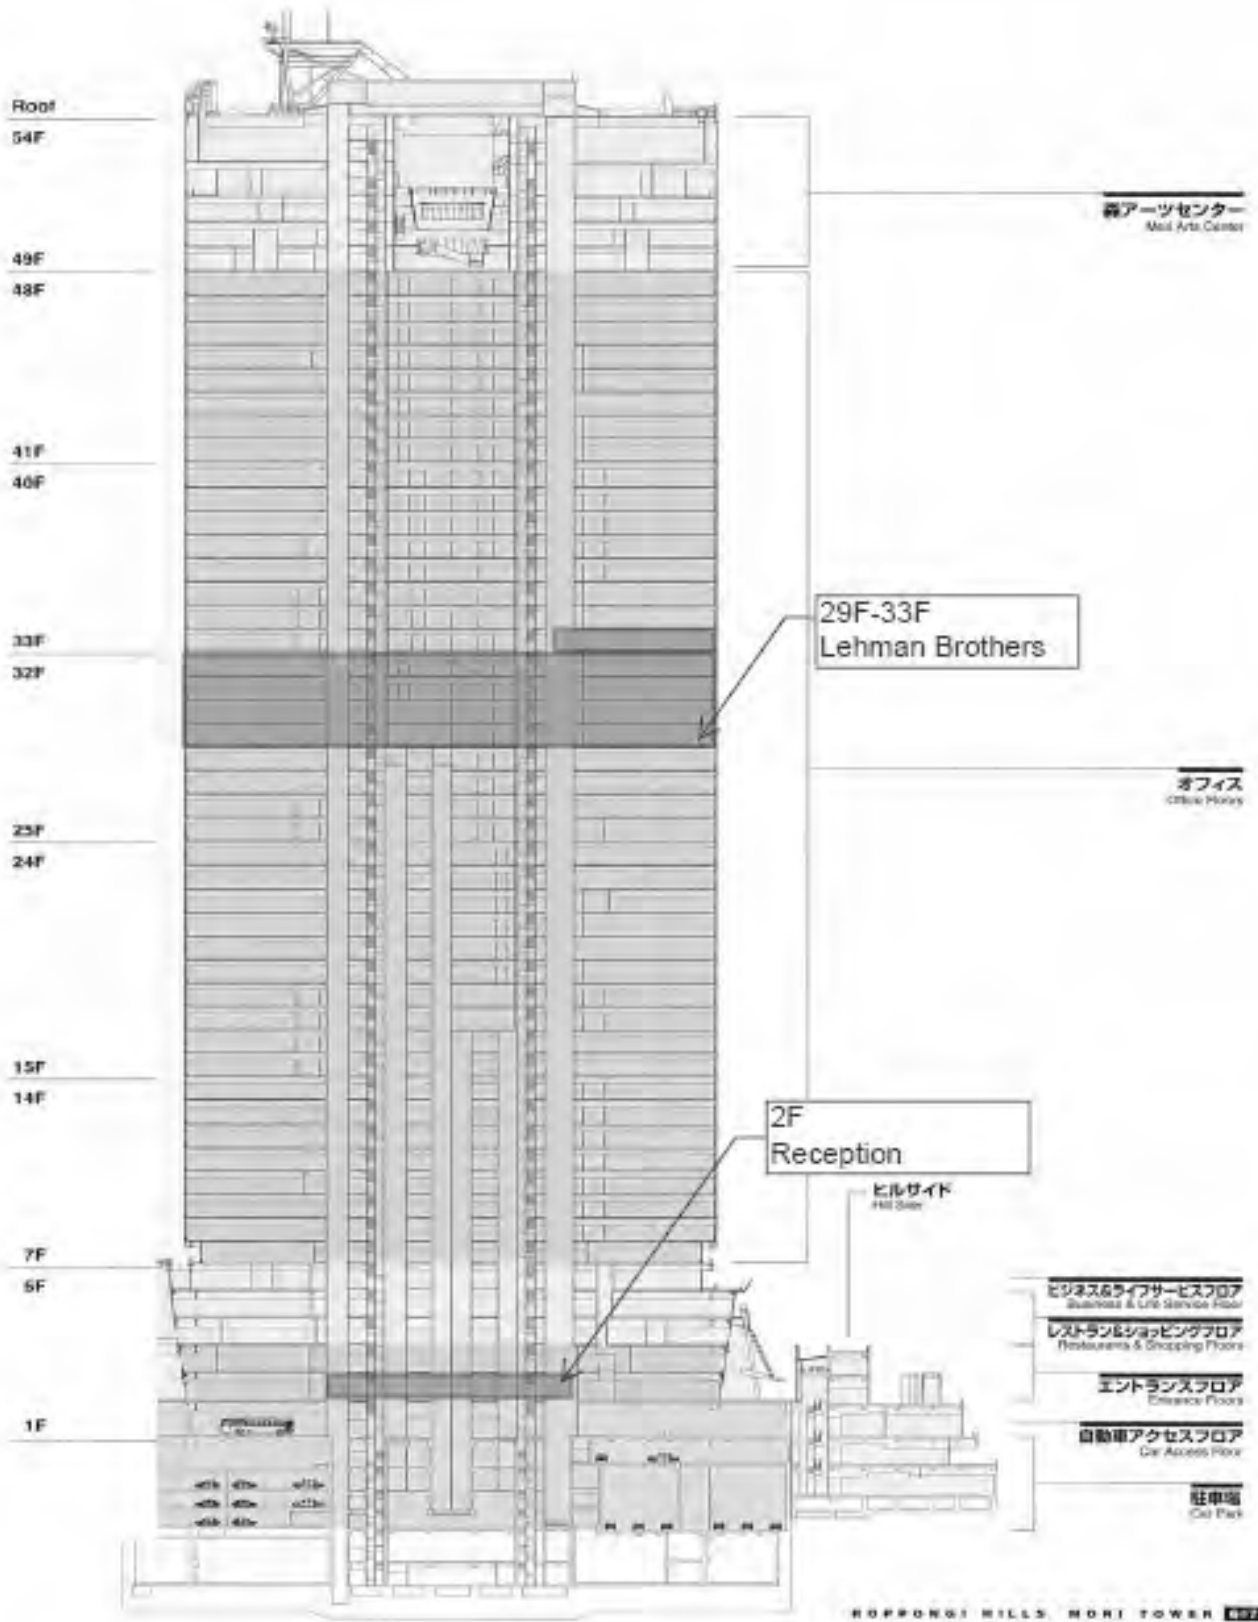 Roof
54F
森アーツセンター
Mori Arts Center
49F
48F
41F
40F
29F-33F
Lehman Brothers
33F
32F
オフィス
Office Floors
25F
24F
15F
14F
2F
Reception
ヒルサイド
Hill Side
7F
6F
ビジネス&ライフサービスフロア
Business & Life Service Floor
レストラン&ショッピングフロア
Restaurants & Shopping Floors
エントランスフロア
Entrance Floors
1F
自動車アクセスフロア
Car Access Floor
駐車場
Car Park
ROPPONGI HILLS MORI TOWER